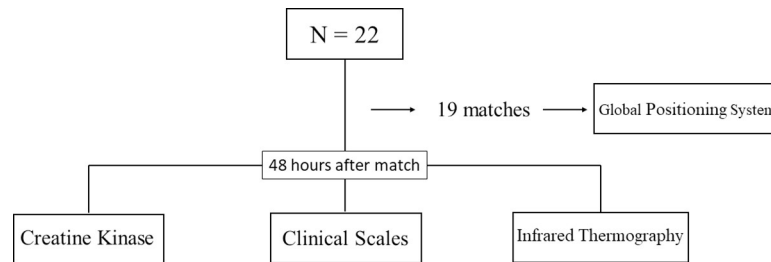 N = 22
19 matches
Global Positioning System
48 hours after match
Creatine Kinase
Clinical Scales
Infrared Thermography